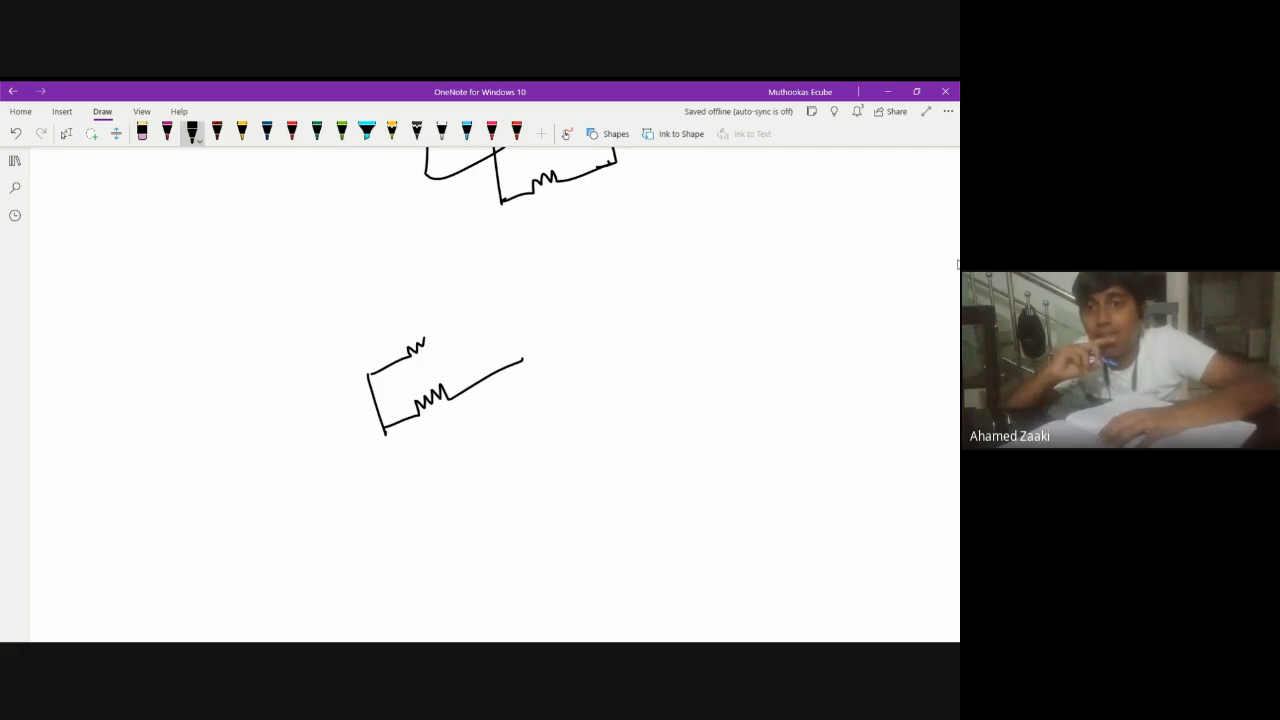 OneNote for Windows 10
Muthookas Ecube
Home Insert Draw View Help
Saved offline (auto-sync is off)
3
Share
Shapes
Ink to Shape
Ink to Text
Ahamed Zaaki